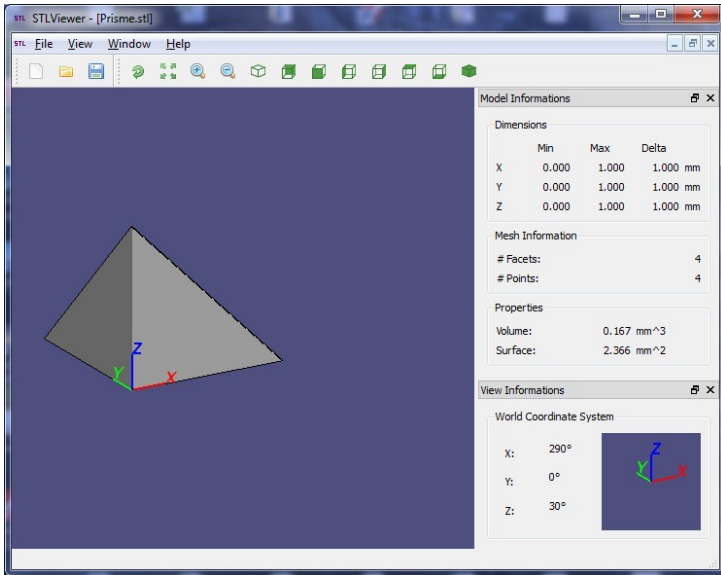 STL STLViewer - [Prisme.stl]
STL File View Window Help
Model Informations
Dimensions
Min Max Delta
X 0.000 1.000 1.000 mm
Y 0.000 1.000 1.000 mm
Z 0.000 1.000 1.000 mm
Mesh Information
# Facets: 4
# Points: 4
Properties
Volume: 0.167 mm^3
Surface: 2.366 mm^2
Z
Y X
View Informations
World Coordinate System
X: 290°
Y: 0°
Z: 30°
Z
Y X